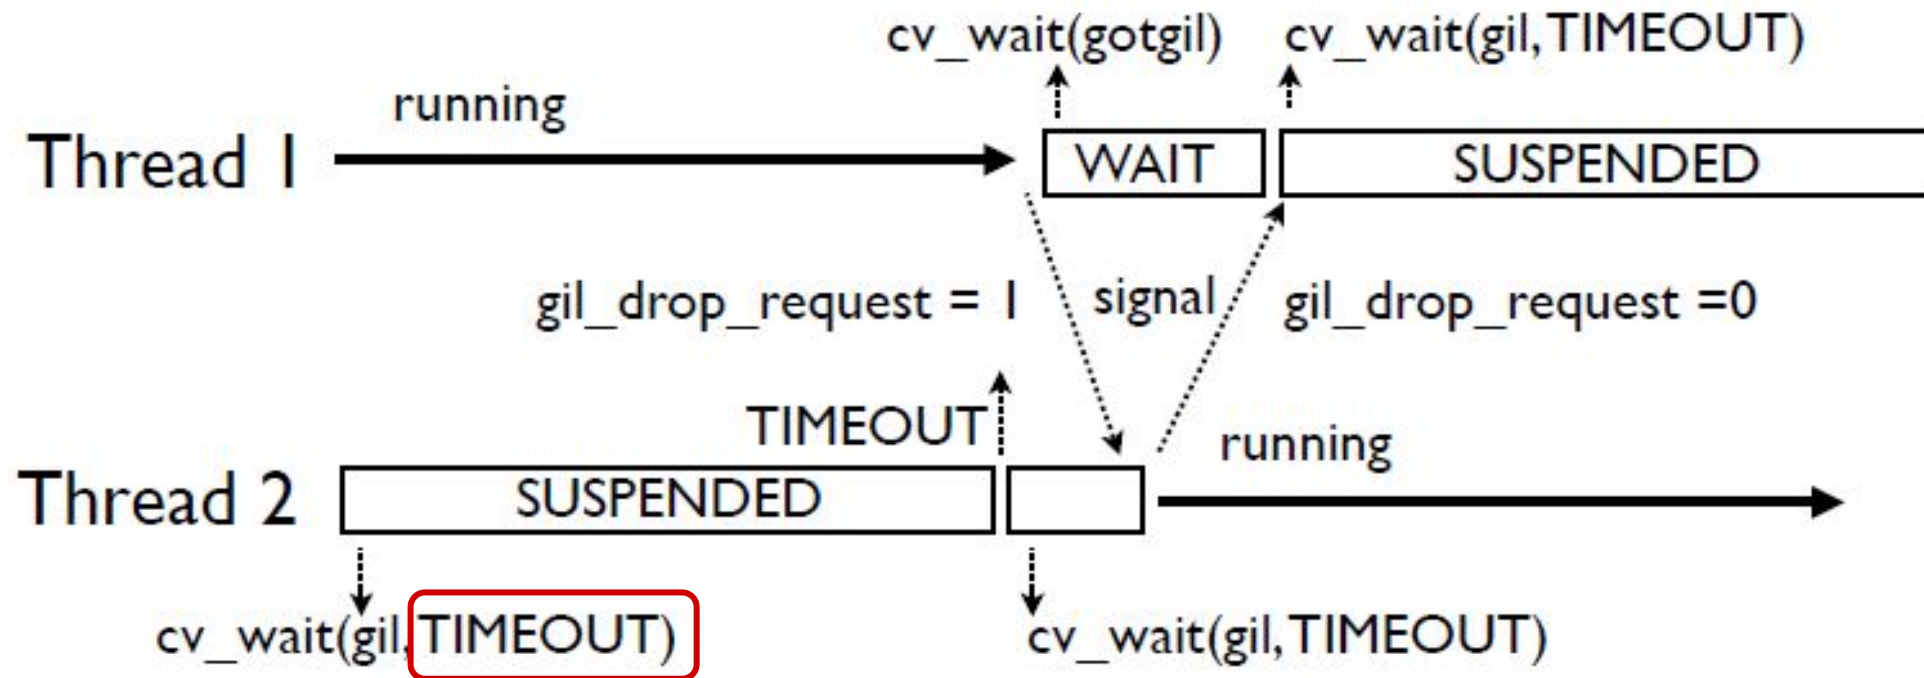 cv_wait(gotgil) cv_wait(gil,TIMEOUT)
running
Thread 1 WAIT SUSPENDED
gil_drop_request = 1 signal gil_drop_request =0
TIMEOUT running
Thread 2 SUSPENDED
cv_wait(gil,TIMEOUT) cv_wait(gil,TIMEOUT)